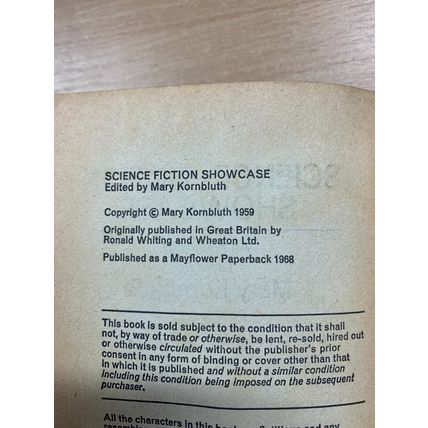 SCIENCE FICTION SHOWCASE
Edited by Mary Kornbluth
Copyright © Mary Kornbluth 1959
Originally published in Great Britain by
Ronald Whiting and Wheaton Ltd.
Published as a Mayflower Paperback 1968
This book is sold subject to the condition that it shall
not, by way of trade or otherwise, be lent, re-sold, hired out
or otherwise circulated without the publisher's prior
consent in any form of binding or cover other than that
in which it is published and without a similar condition
including this condition being imposed on the subsequent
purchaser.
All the characters in this